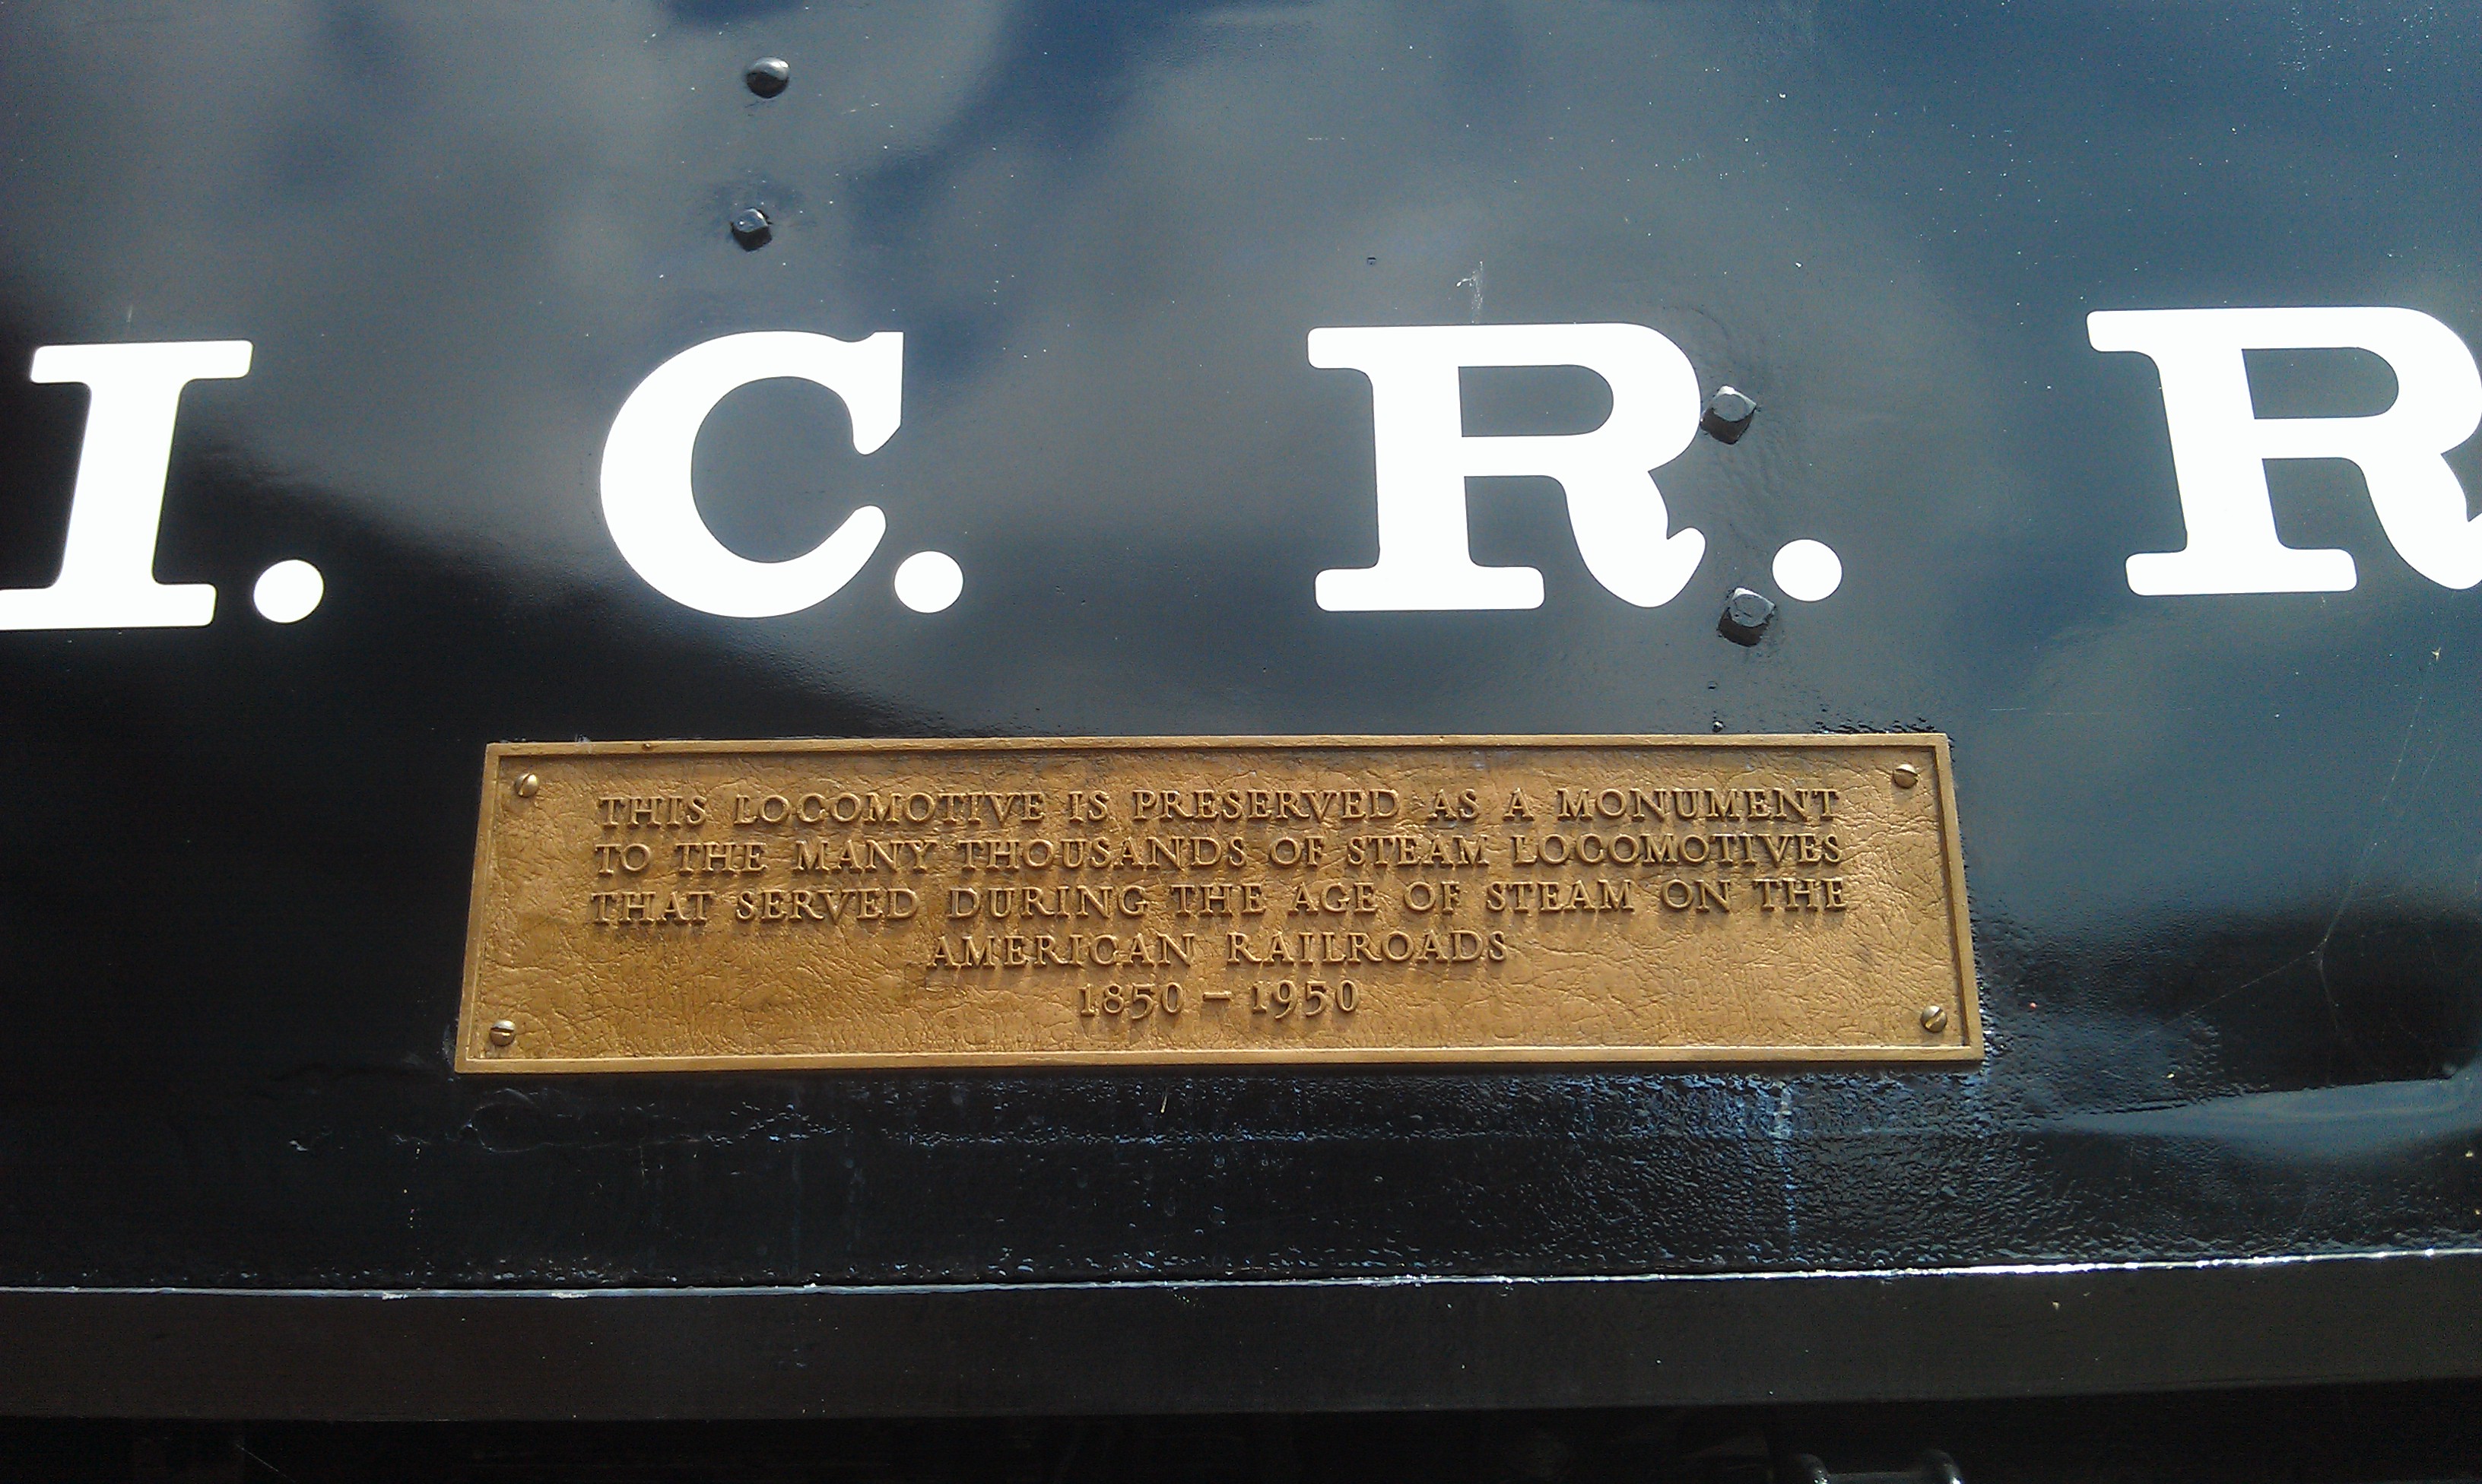 I. C. R. R
THIS LOCOMOTIVE IS PRESERVED AS A MONUMENT
TO THE MANY THOUSANDS OF STEAM LOCOMOTIVES
THAT SERVED DURING THE AGE OF STEAM ON THE
AMERICAN RAILROADS
1850 – 1950